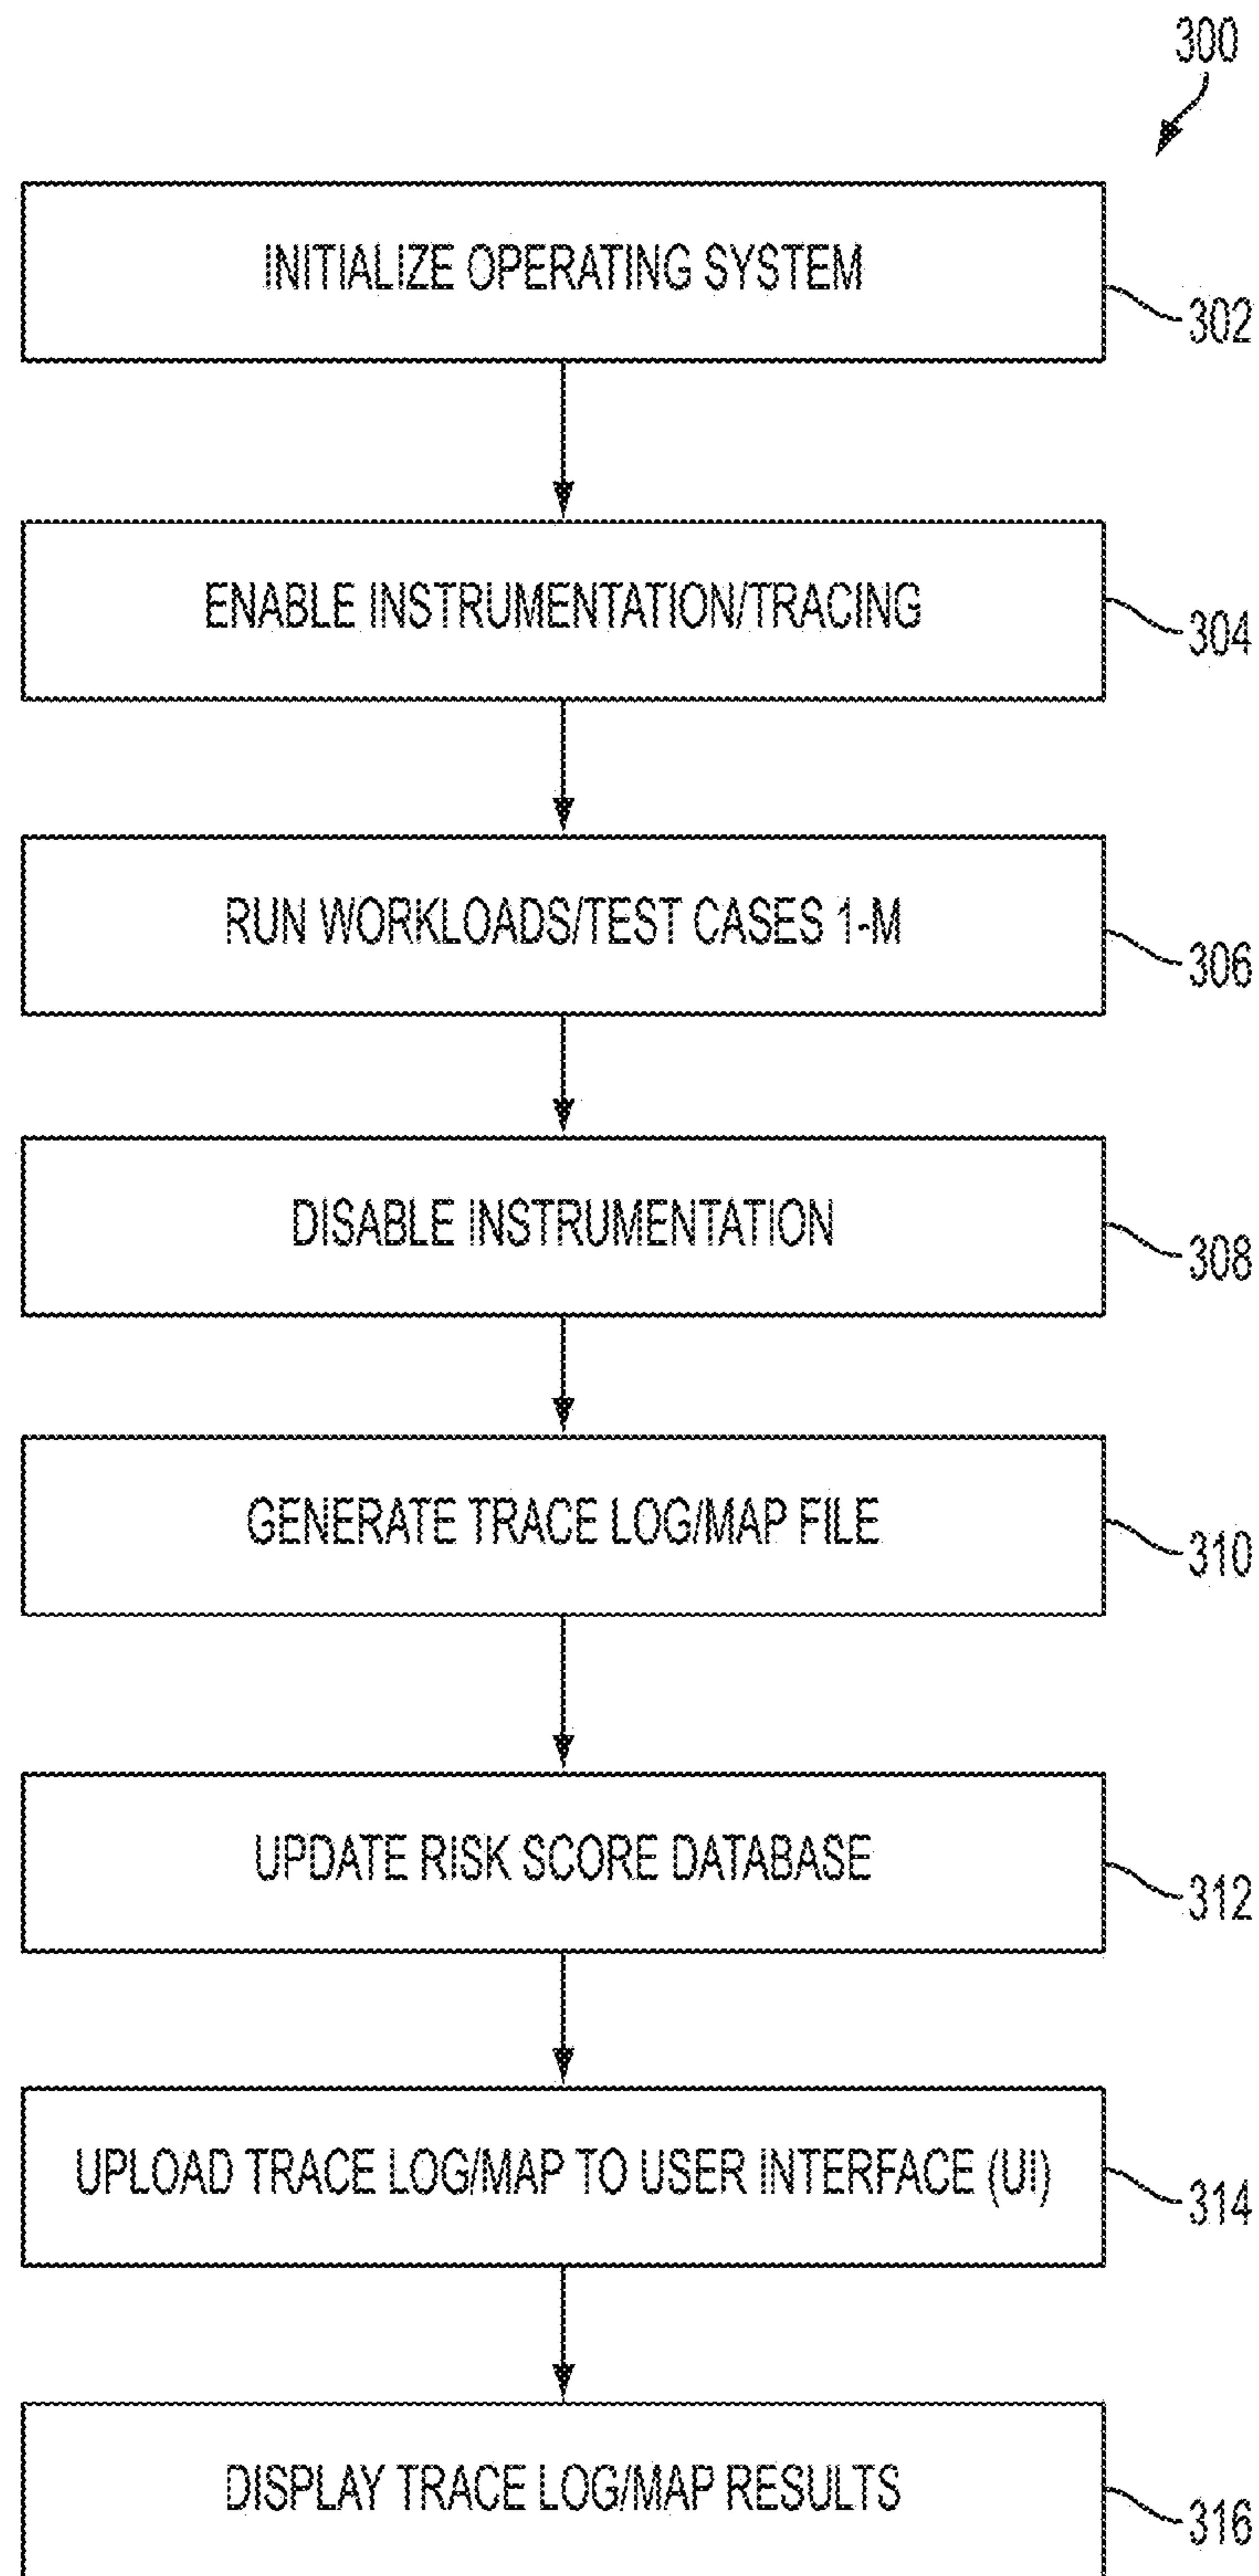 300
INITIALIZE OPERATING SYSTEM
302
ENABLE INSTRUMENTATION/TRACING
304
RUN WORKLOADS/TEST CASES 1-M
306
DISABLE INSTRUMENTATION
308
GENERATE TRACE LOG/MAP FILE
310
UPDATE RISK SCORE DATABASE
312
UPLOAD TRACE LOG/MAP TO USER INTERFACE (UI)
314
DISPLAY TRACE LOG/MAP RESULTS
316